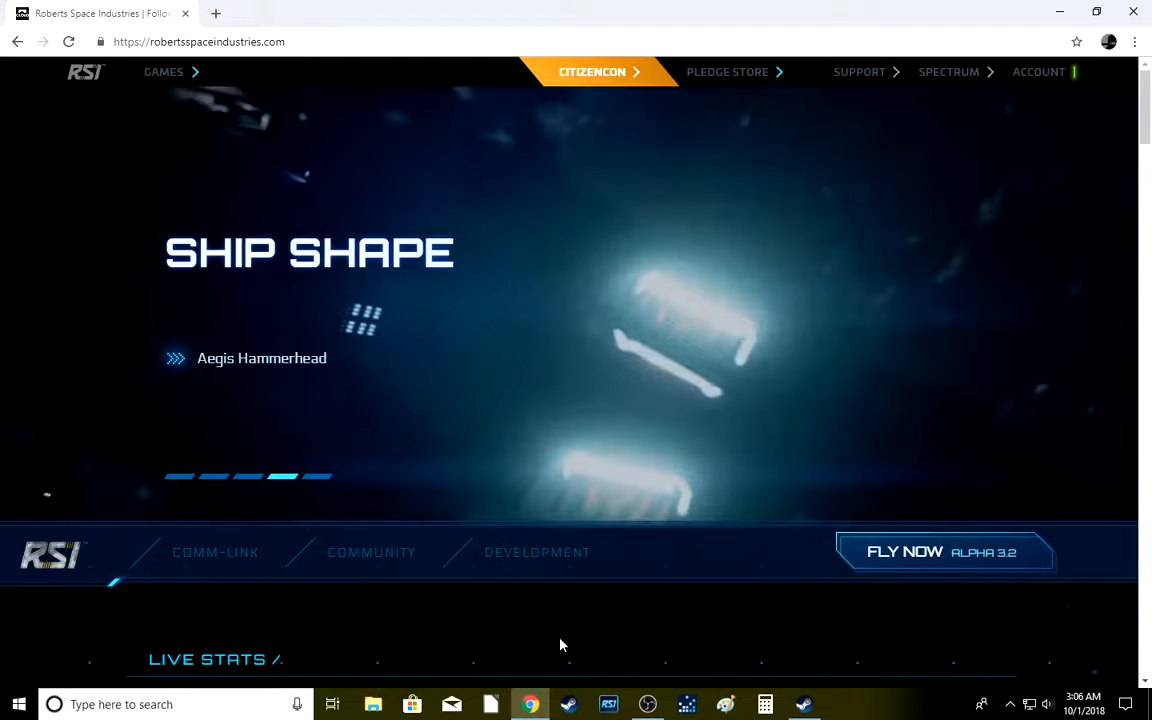 Roberts Space Industries | Follo
https://robertsspaceindustries.com
RSI
GAMES
CITIZENCON
PLEDGE STORE
SUPPORT
SPECTRUM
ACCOUNT
SHIP SHAPE
Aegis Hammerhead
RSI
COMM-LINK
COMMUNITY
DEVELOPMENT
FLY NOW ALPHA 3.2
LIVE STATS /
Type here to search
RSI
3:06 AM
10/1/2018